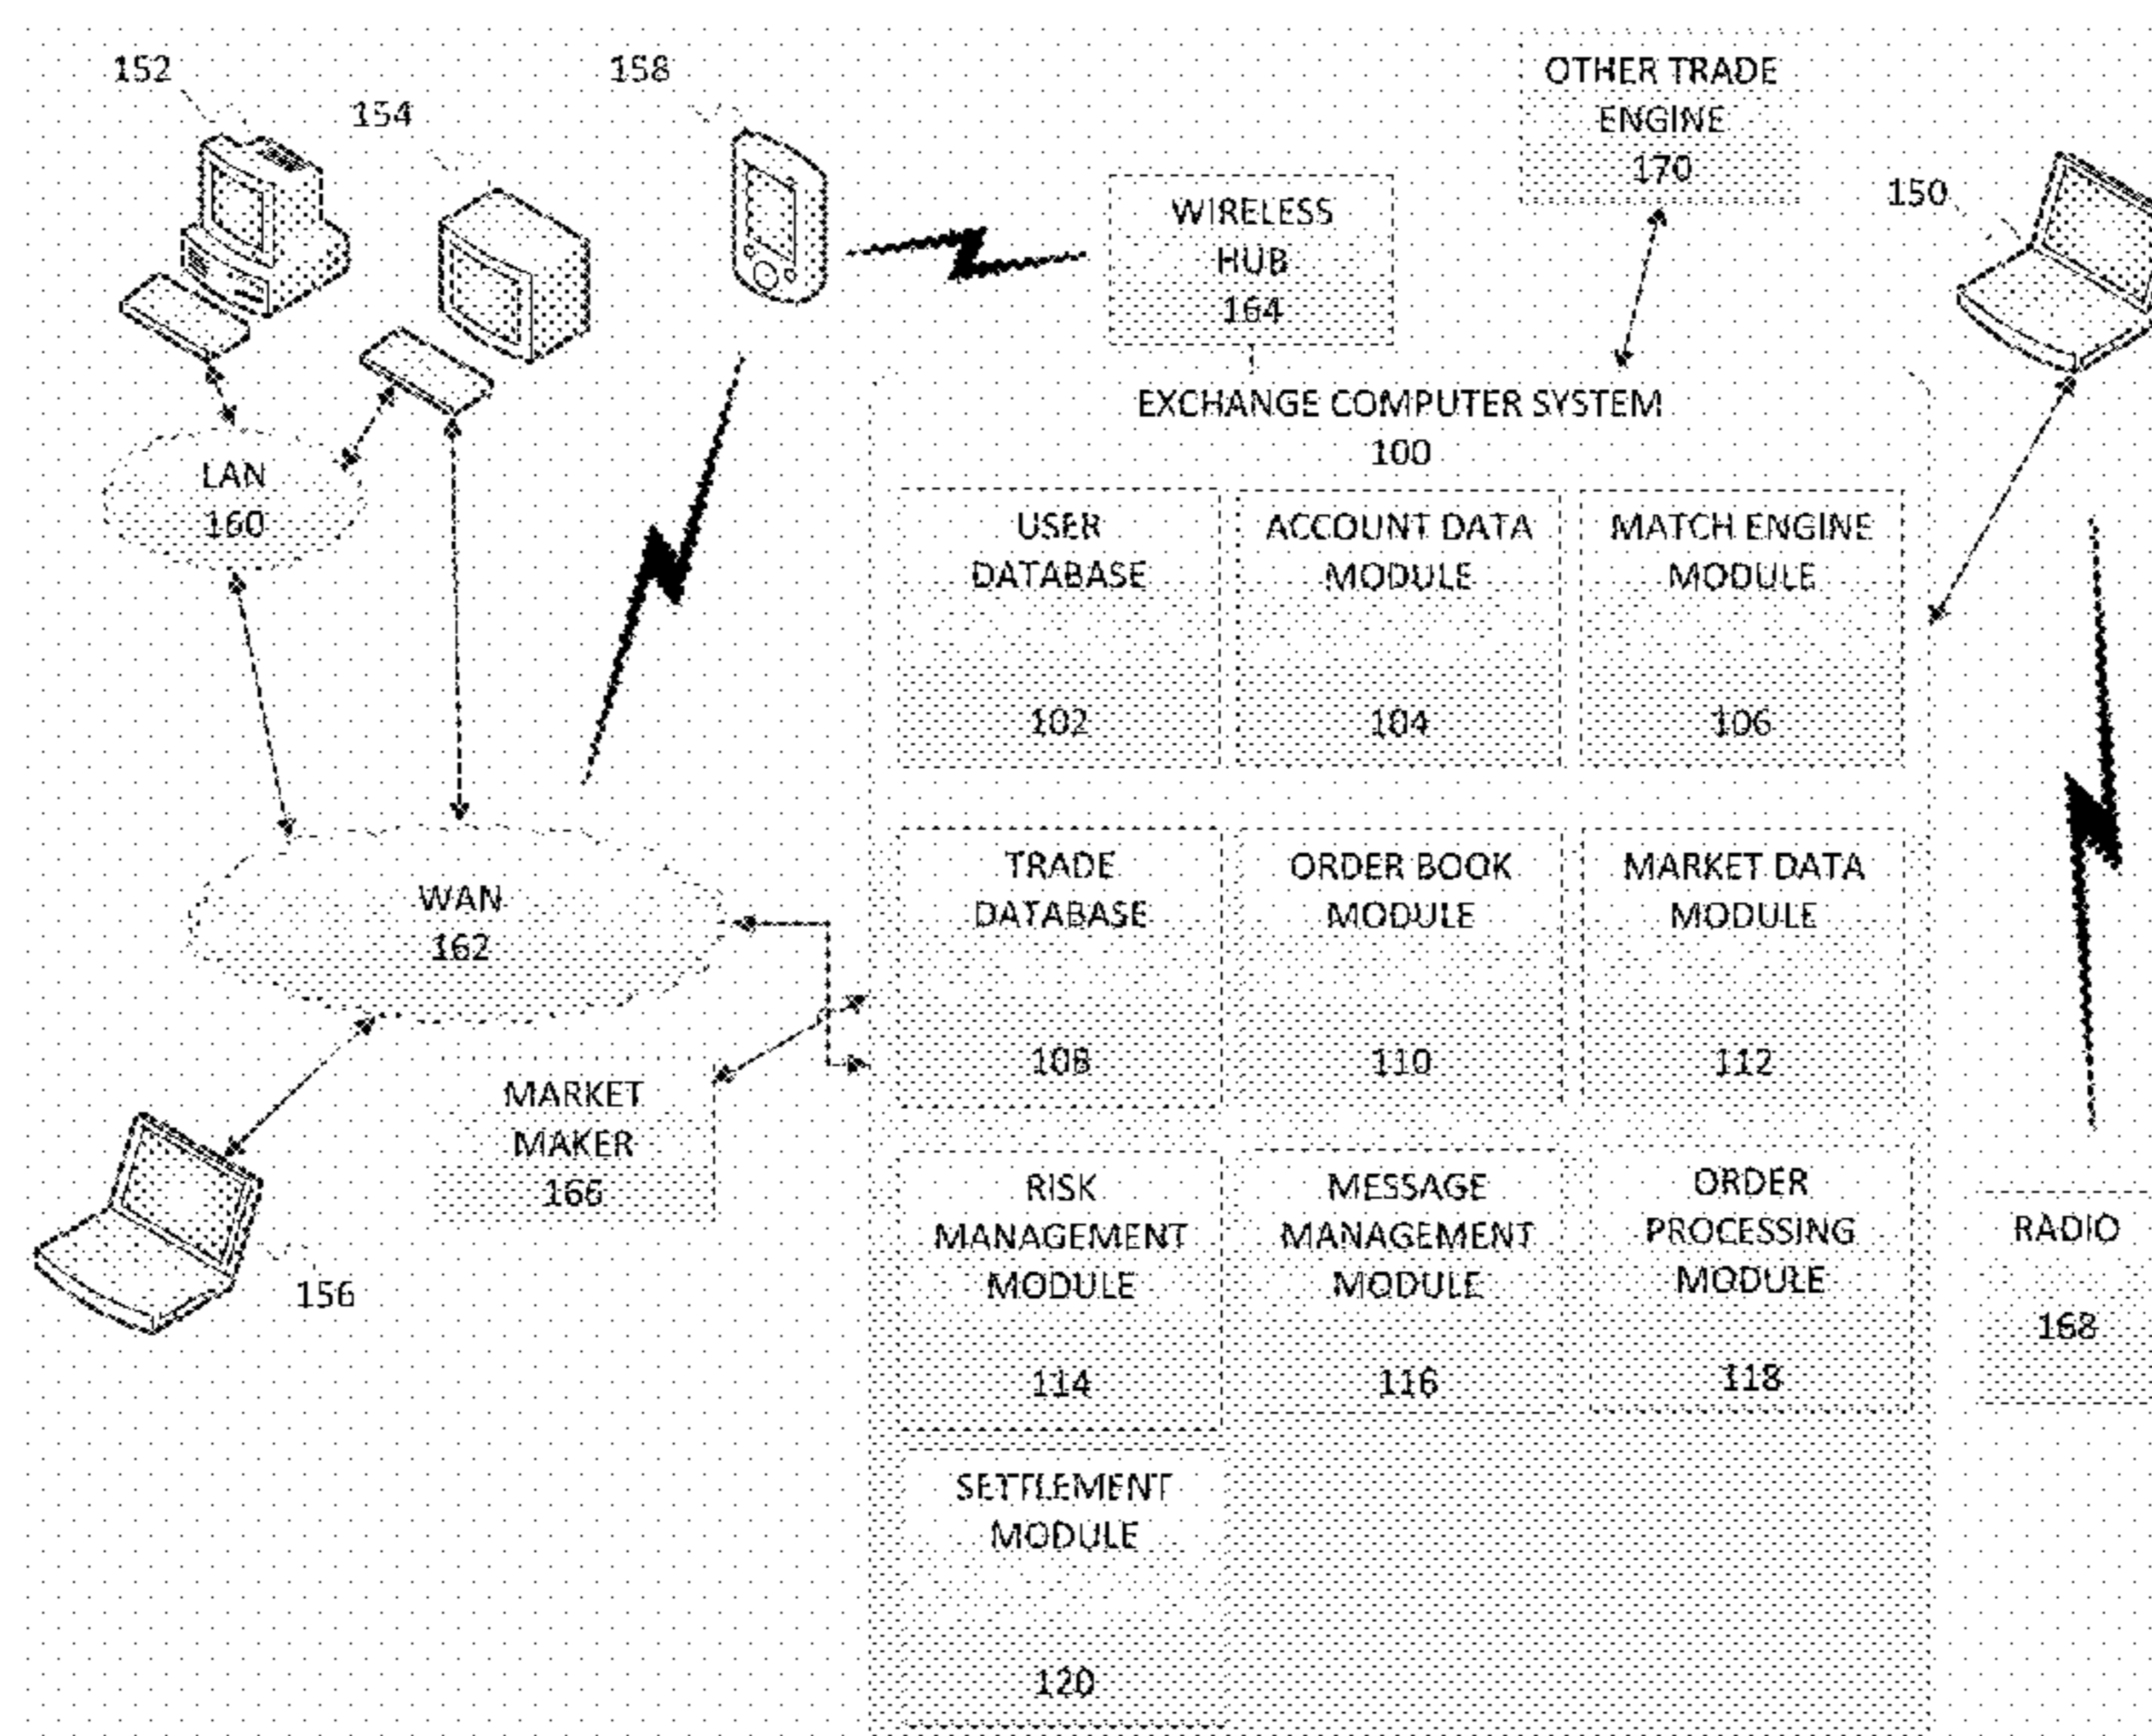 152
154
158
OTHER TRADE
ENGINE
170
150
WIRELESS
HUB
164
EXCHANGE COMPUTER SYSTEM
100
LAN
160
USER
DATABASE
102
ACCOUNT DATA
MODULE
104
MATCH ENGINE
MODULE
106
WAN
162
TRADE
DATABASE
108
ORDER BOOK
MODULE
110
MARKET DATA
MODULE
112
MARKET
MAKER
166
156
RISK
MANAGEMENT
MODULE
114
MESSAGE
MANAGEMENT
MODULE
116
ORDER
PROCESSING
MODULE
118
RADIO
168
SETTLEMENT
MODULE
120